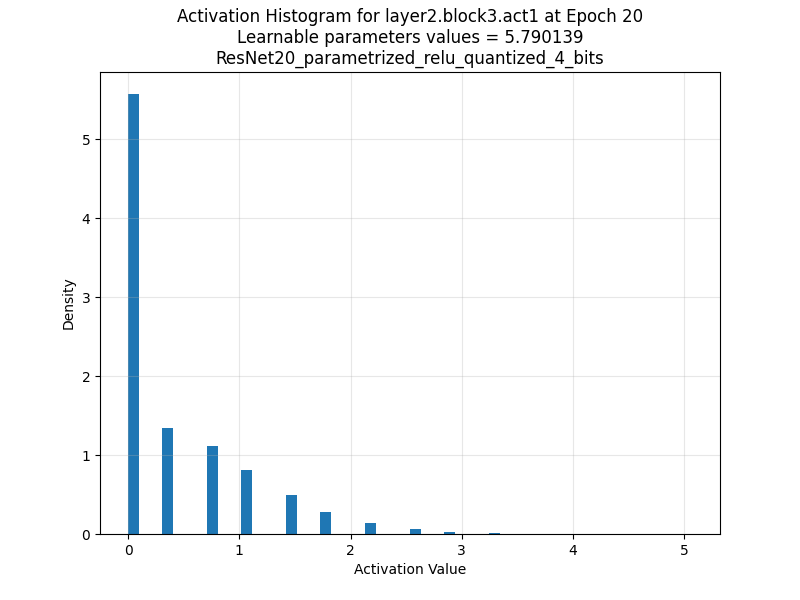 Activation Histogram for layer2.block3.act1 at Epoch 20
Learnable parameters values = 5.790139
ResNet20_parametrized_relu_quantized_4_bits
Density
5
4
3
2
1
0
0 1 2 3 4 5
Activation Value